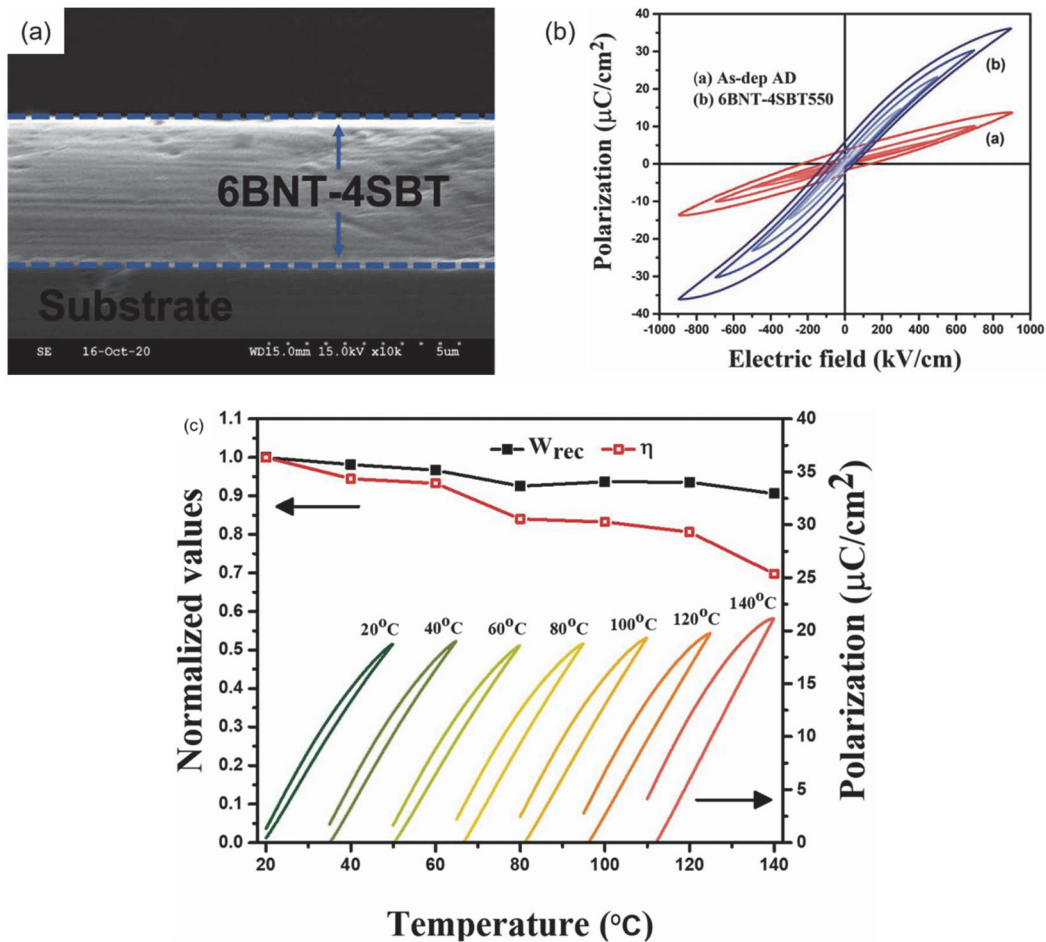 (a)
6BNT-4SBT
Substrate
SE 16-Oct-20 WD15.0mm 15.0kV x10k 5um
(b)
Polarization (μC/cm²)
40
30
20
10
0
-10
-20
-30
-40
(a) As-dep AD
(b) 6BNT-4SBT550
(b)
(a)
-1000 -800 -600 -400 -200 0 200 400 600 800 1000
Electric field (kV/cm)
(c)
Normalized values
1.1
1.0
0.9
0.8
0.7
0.6
0.5
0.4
0.3
0.2
0.1
0.0
Wrec η
20°C 40°C 60°C 80°C 100°C 120°C 140°C
40
35
30
25
20
15
10
5
0
Polarization (μC/cm²)
20 40 60 80 100 120 140
Temperature (°C)